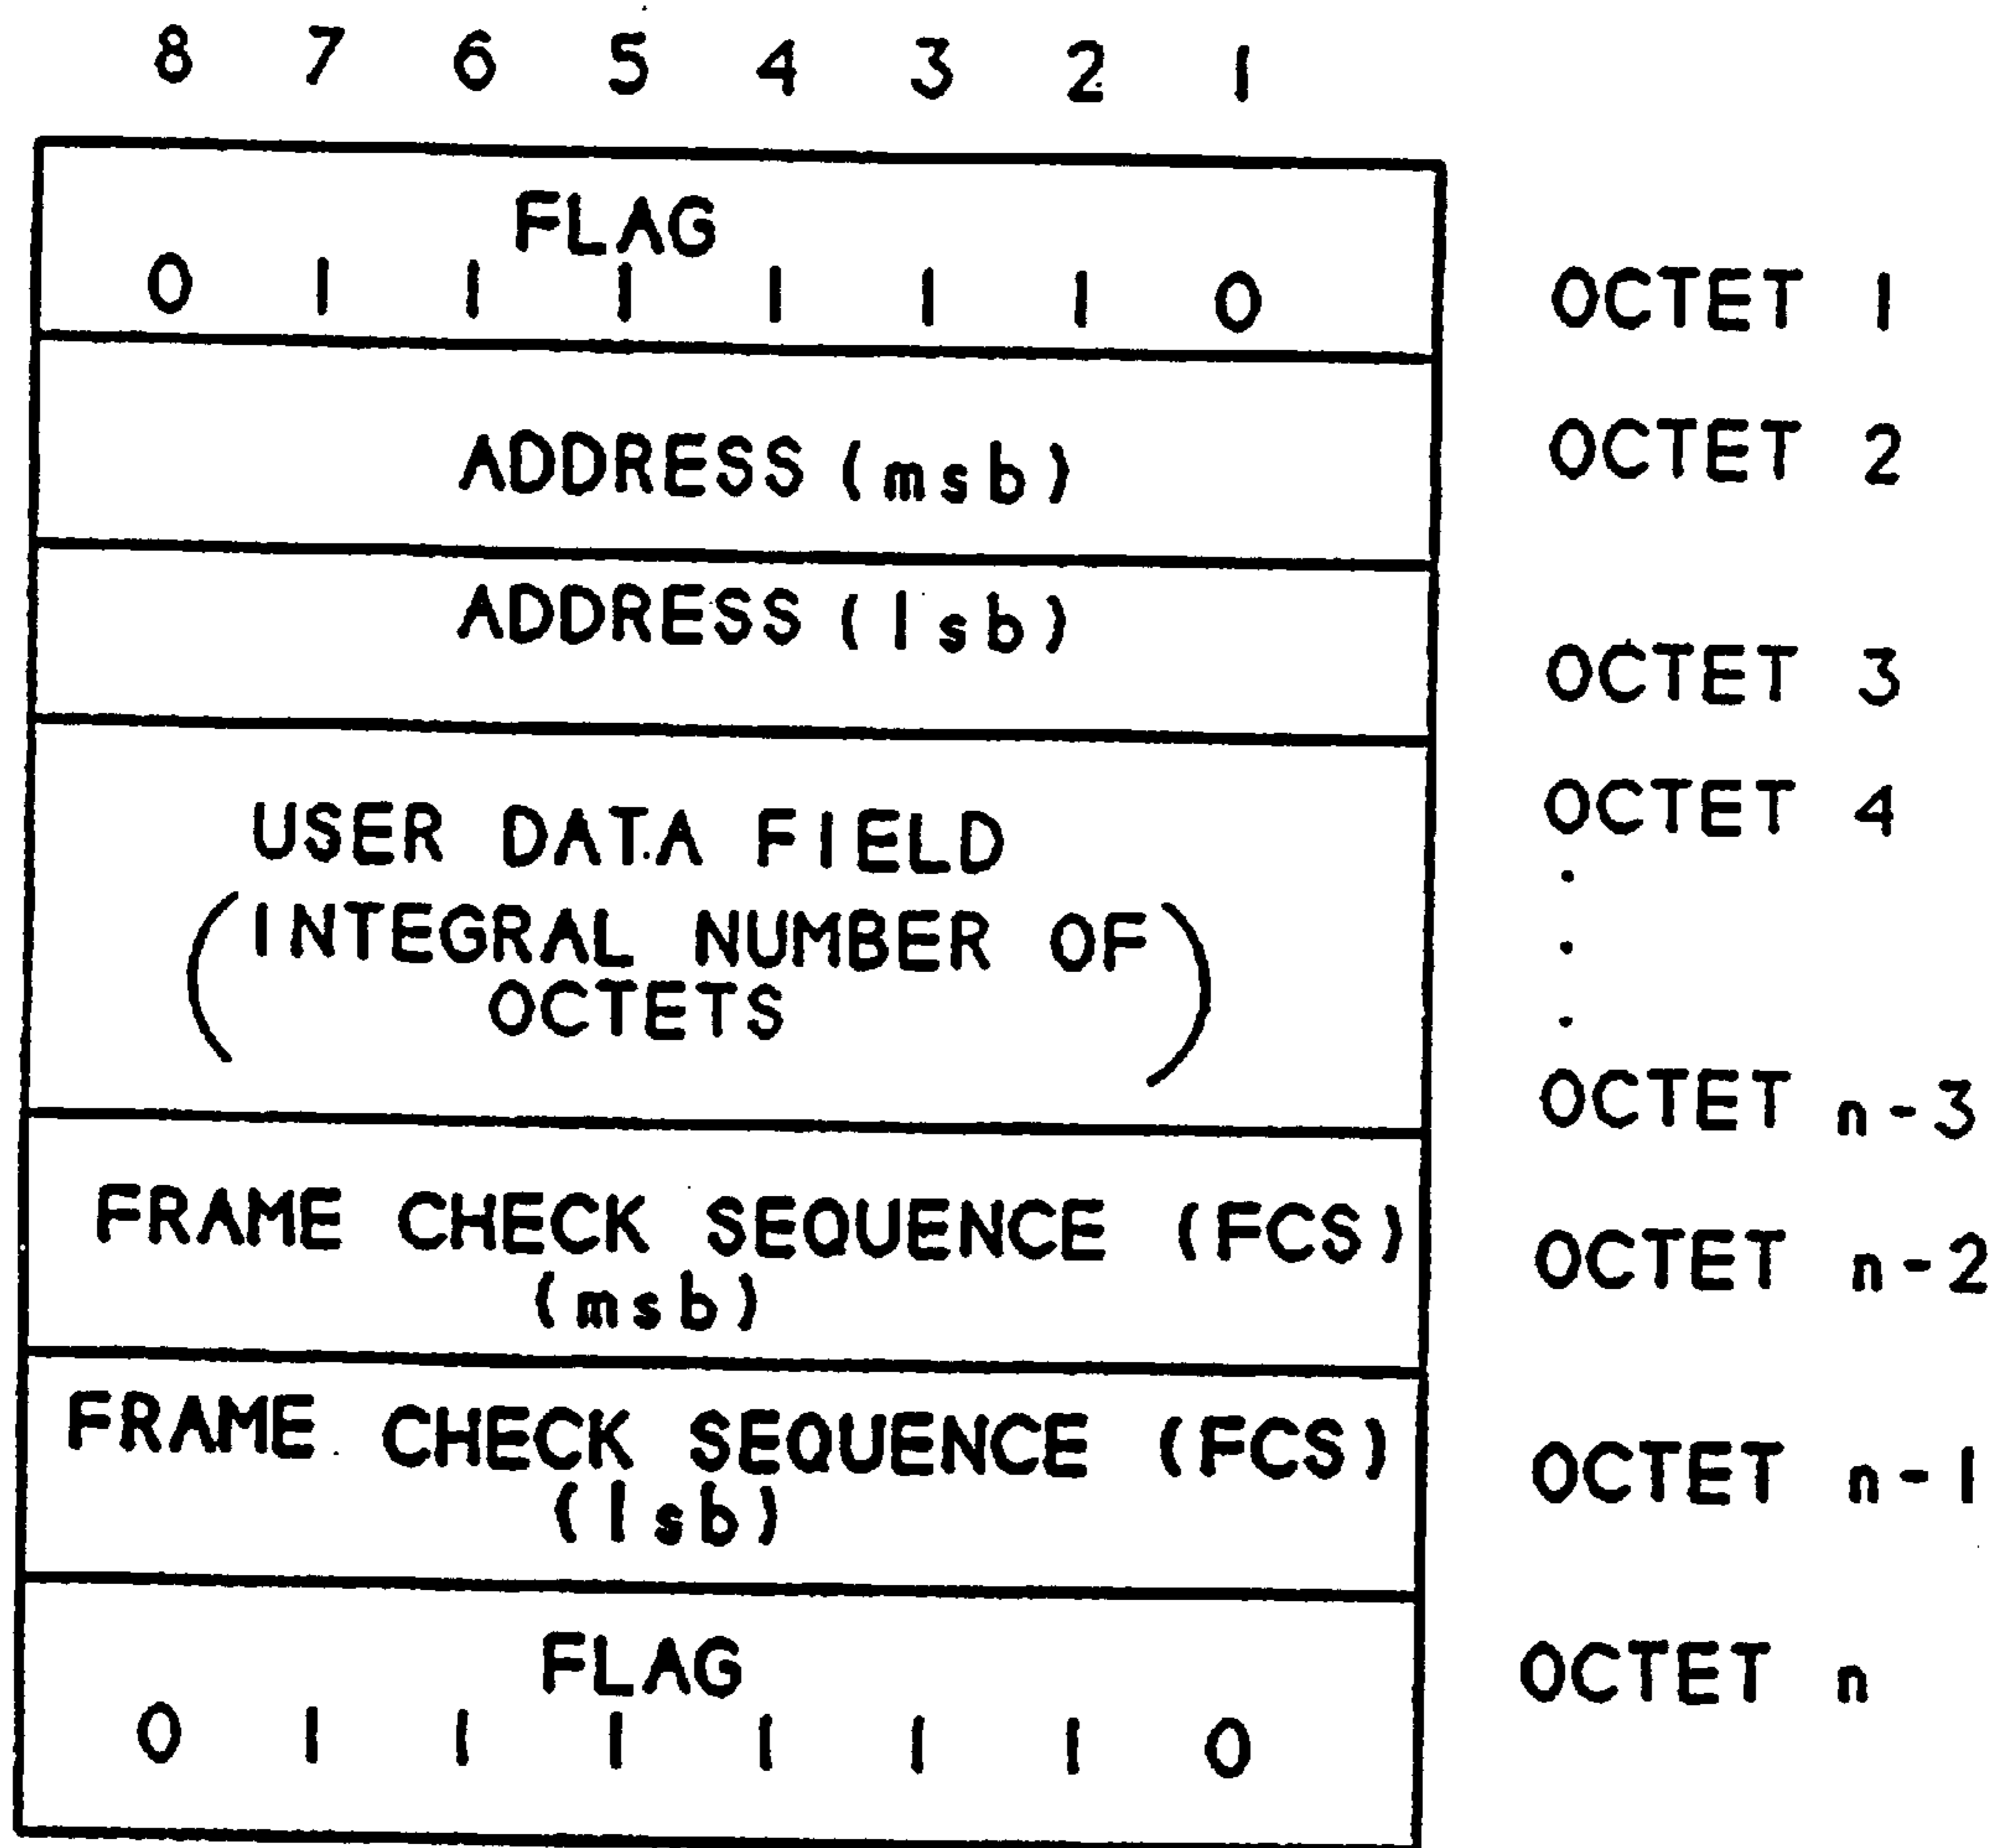 8 7 6 5 4 3 2 1
FLAG
0 1 1 1 1 1 1 0 OCTET 1
ADDRESS (msb) OCTET 2
ADDRESS (lsb)
OCTET 3
USER DATA FIELD OCTET 4
(INTEGRAL NUMBER OF
OCTETS)
OCTET n-3
FRAME CHECK SEQUENCE (FCS) OCTET n-2
(msb)
FRAME CHECK SEQUENCE (FCS) OCTET n-1
(lsb)
FLAG OCTET n
0 1 1 1 1 1 1 0